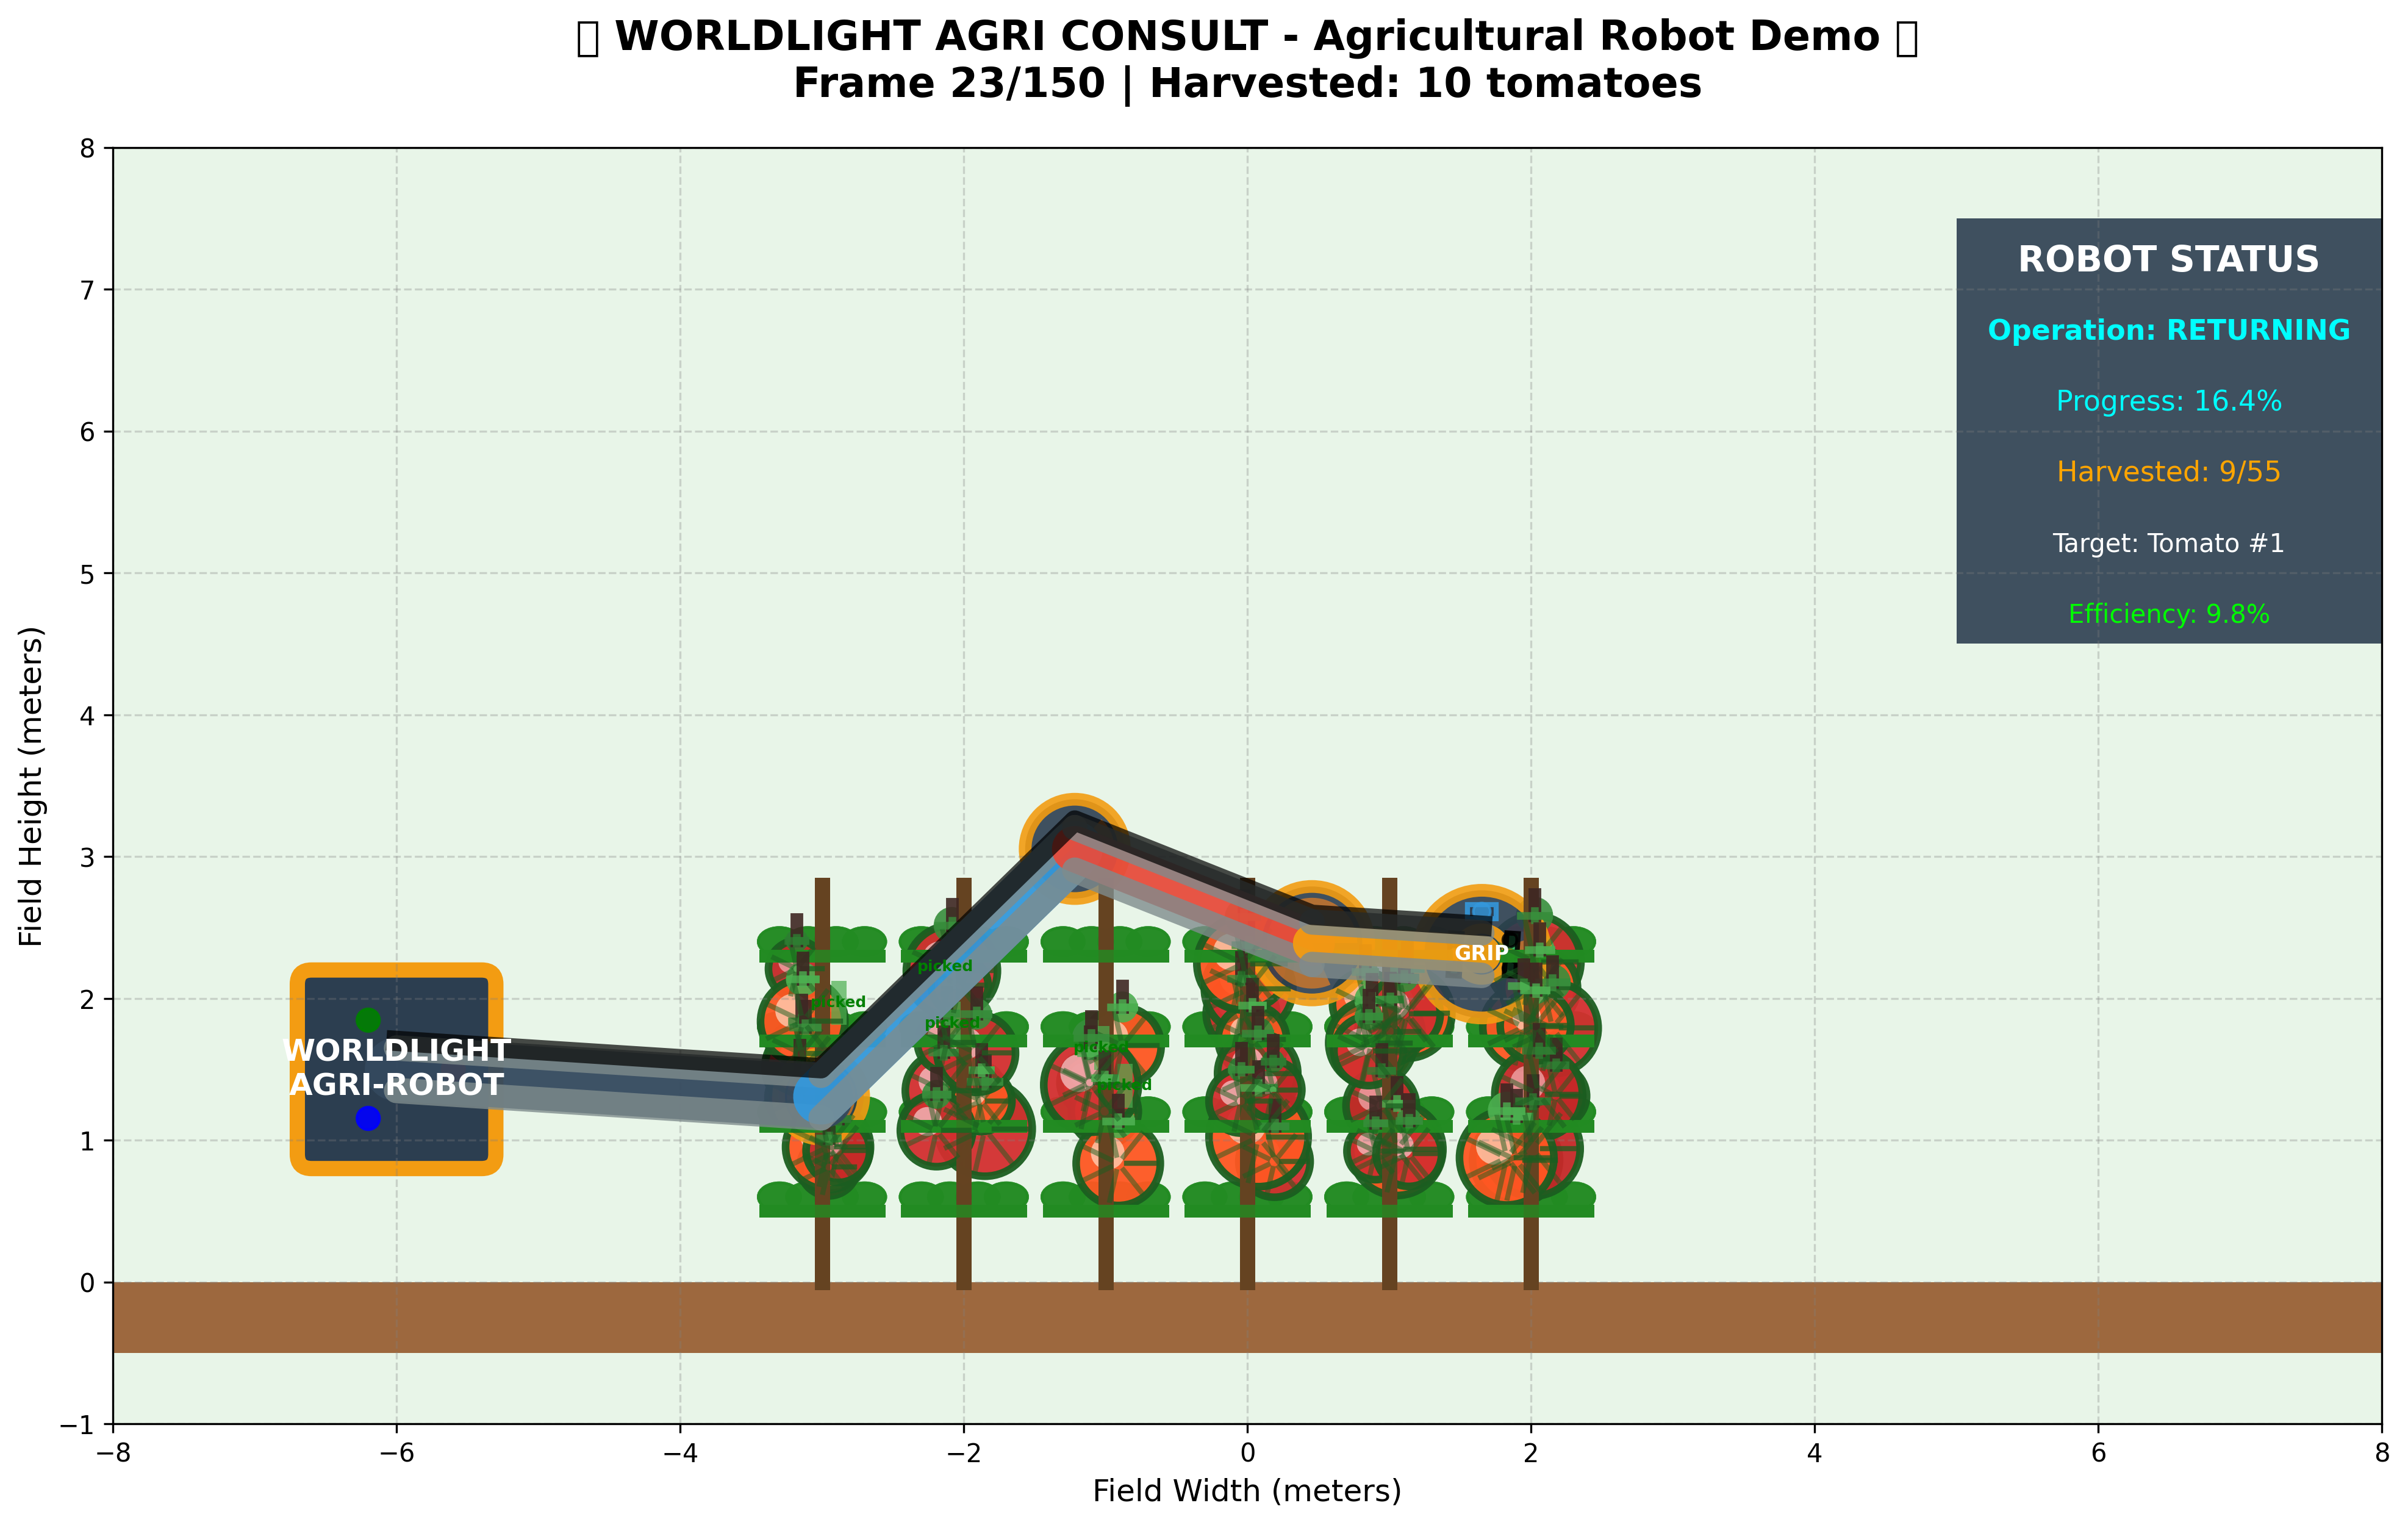 WORLDLIGHT AGRI CONSULT - Agricultural Robot Demo
Frame 23/150 | Harvested: 10 tomatoes
8
7
6
5
4
3
2
1
0
−1
Field Height (meters)
ROBOT STATUS
Operation: RETURNING
Progress: 16.4%
Harvested: 9/55
Target: Tomato #1
Efficiency: 9.8%
GRIP
picked
picked
picked
picked
picked
WORLDLIGHT
AGRI-ROBOT
−8
−6
−4
−2
0
2
4
6
8
Field Width (meters)